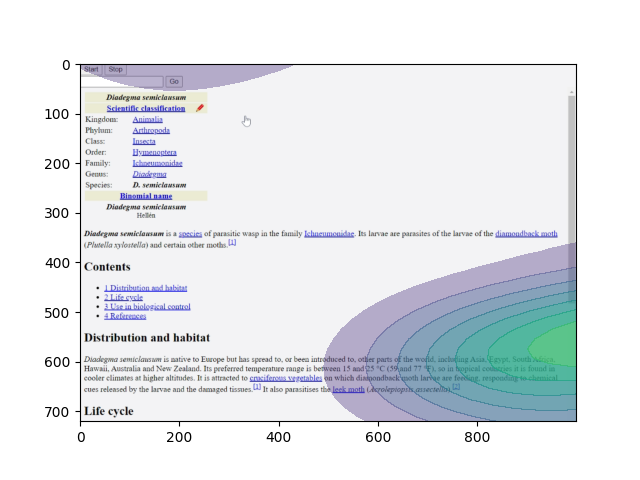 0
100
200
300
400
500
600
700
0 200 400 600 800
Start Stop
Go
Diadegma semiclausum
Scientific classification
Kingdom: Animalia
Phylum: Arthropoda
Class: Insecta
Order: Hymenoptera
Family: Ichneumonidae
Genus: Diadegma
Species: D. semiclausum
Binomial name
Diadegma semiclausum
Hellén
Diadegma semiclausum is a species of parasitic wasp in the family Ichneumonidae. Its larvae are parasites of the larvae of the diamondback moth
(Plutella xylostella) and certain other moths.[1]
Contents
• 1 Distribution and habitat
• 2 Life cycle
• 3 Use in biological control
• 4 References
Distribution and habitat
Diadegma semiclausum is native to Europe but has spread to, or been introduced to, other parts of the world, including Asia, Egypt, South Africa,
Hawaii, Australia and New Zealand. Its preferred temperature range is between 15 and 25 °C (59 and 77 °F), so in tropical countries it is found in
cooler climates at higher altitudes. It is attracted to cruciferous vegetables on which diamondback moth larvae are feeding, responding to chemical
cues released by the larvae and the damaged tissues.[1] It also parasitises the leek moth (Acrolepiopsis assectella).[2]
Life cycle